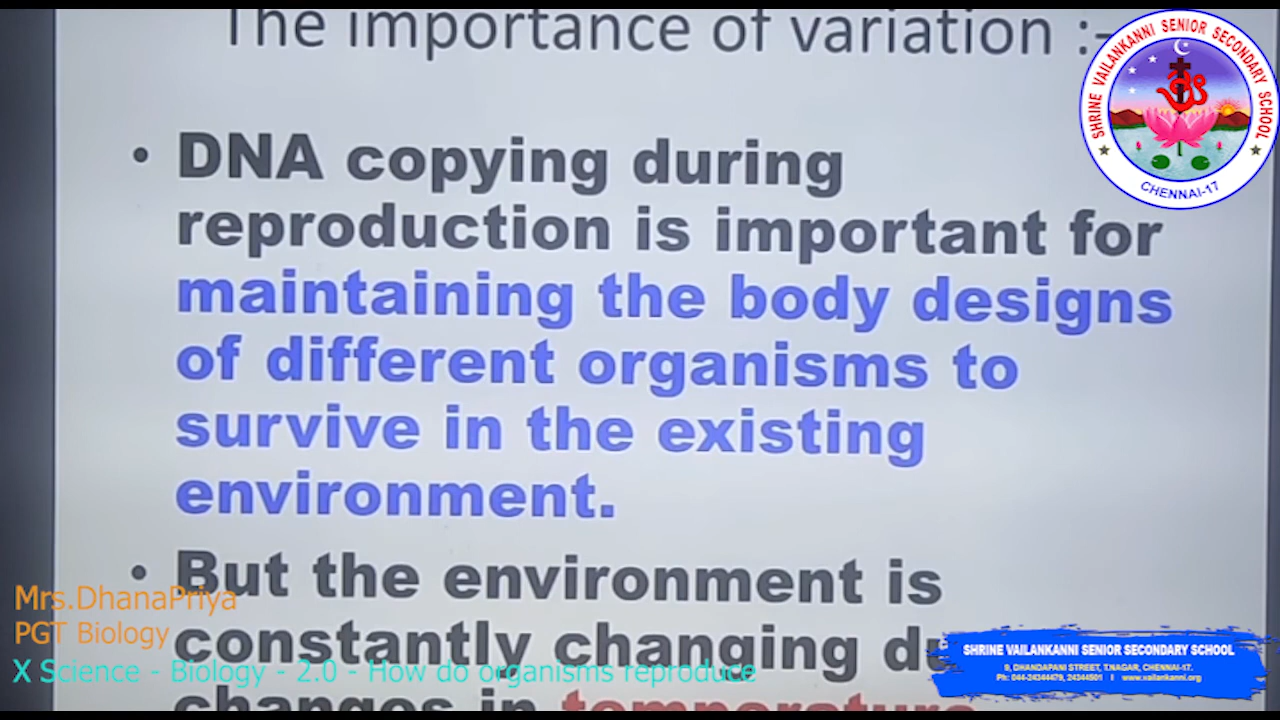 The importance of variation :-
• DNA copying during
reproduction is important for
maintaining the body designs
of different organisms to
survive in the existing
environment.
• But the environment is
constantly changing
changes in temperature
SHRINE VAILANKANNI SENIOR SECONDARY SCHOOL
CHENNAI-17
Mrs.DhanaPriya
PGT Biology
X Science - Biology - 2.0 - How do organisms reproduce
SHRINE VAILANKANNI SENIOR SECONDARY SCHOOL
9, DHANDAPANI STREET, T.NAGAR, CHENNAI-17.
Ph: 044-24344479, 24344501 I www.vailankanni.org